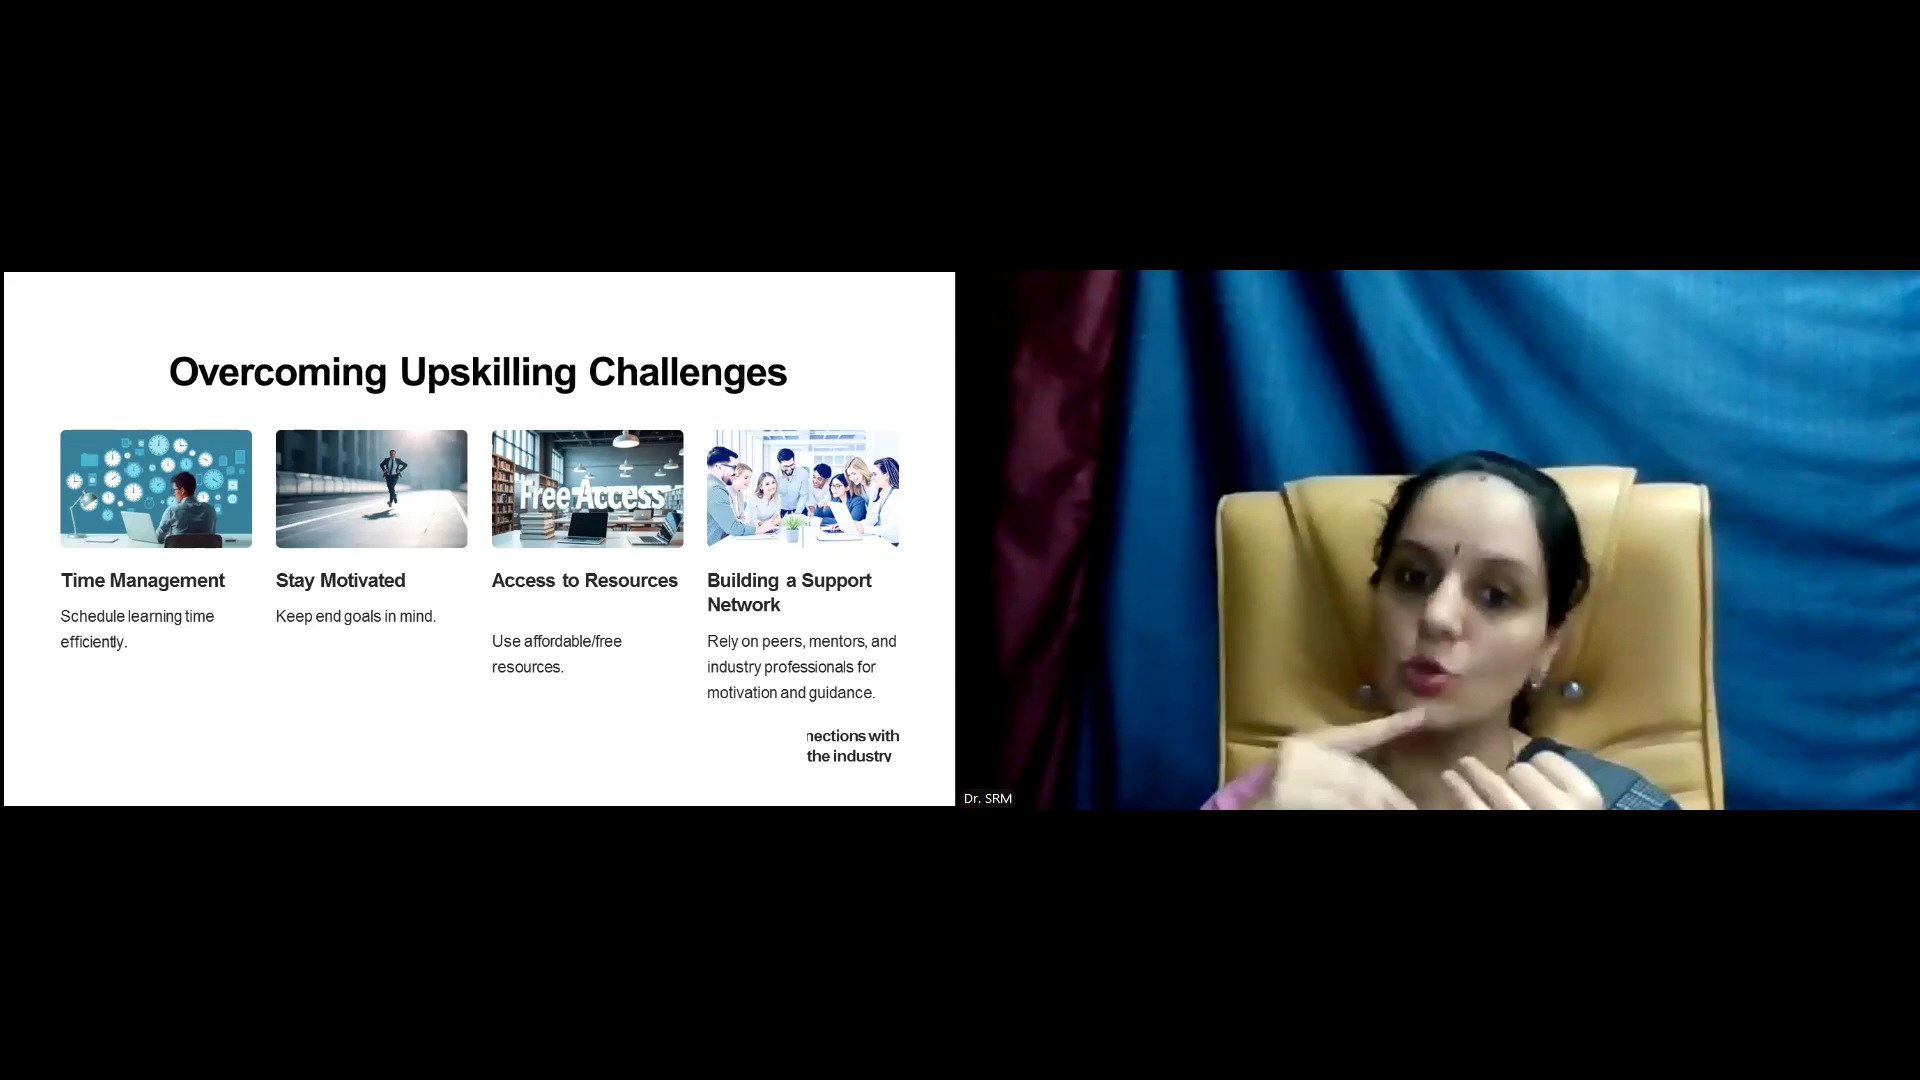 Overcoming Upskilling Challenges
Free Access
Time Management
Schedule learning time
efficiently.
Stay Motivated
Keep end goals in mind.
Access to Resources
Use affordable/free
resources.
Building a Support
Network
Rely on peers, mentors, and
industry professionals for
motivation and guidance.
nections with
the industry
Dr. SRM